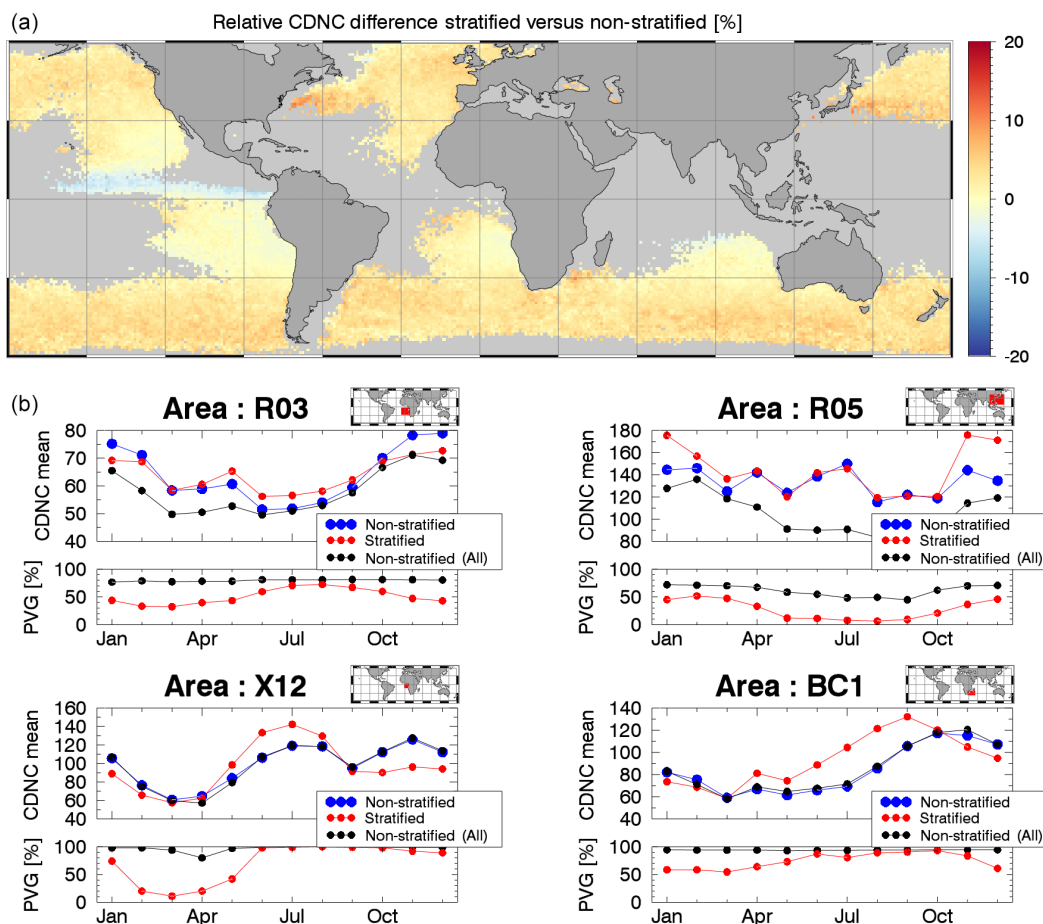 (a) Relative CDNC difference stratified versus non-stratified [%]
20
10
0
-10
-20
(b) Area : R03
CDNC mean
80
70
60
50
40
Non-stratified
Stratified
Non-stratified (All)
PVG [%]
100
50
0
Jan Apr Jul Oct
Area : R05
CDNC mean
180
160
140
120
100
80
Non-stratified
Stratified
Non-stratified (All)
PVG [%]
100
50
0
Jan Apr Jul Oct
Area : X12
CDNC mean
160
140
120
100
80
60
40
Non-stratified
Stratified
Non-stratified (All)
PVG [%]
100
50
0
Jan Apr Jul Oct
Area : BC1
CDNC mean
140
120
100
80
60
40
Non-stratified
Stratified
Non-stratified (All)
PVG [%]
100
50
0
Jan Apr Jul Oct